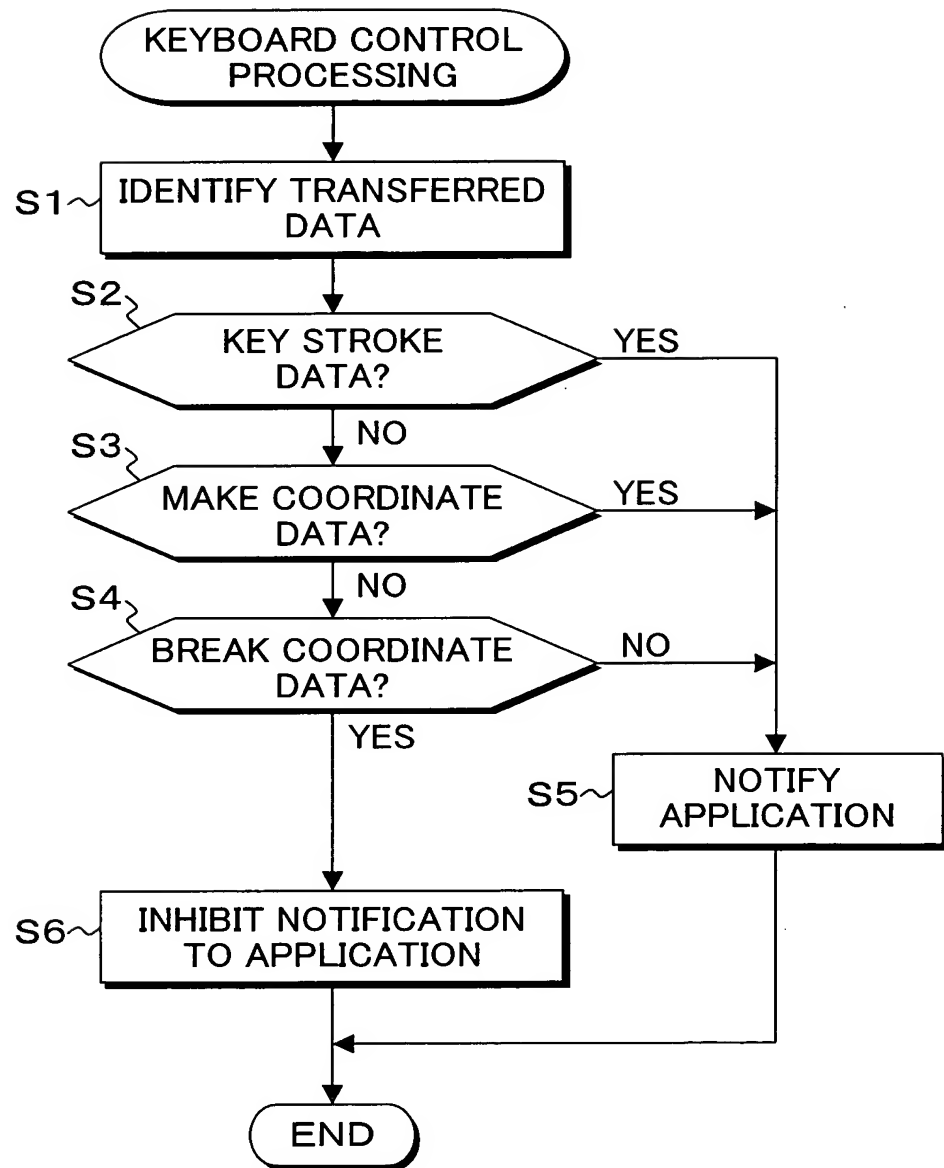 KEYBOARD CONTROL
PROCESSING
S1
IDENTIFY TRANSFERRED
DATA
S2
KEY STROKE
DATA?
YES
NO
S3
MAKE COORDINATE
DATA?
YES
NO
S4
BREAK COORDINATE
DATA?
NO
YES
S5
NOTIFY
APPLICATION
S6
INHIBIT NOTIFICATION
TO APPLICATION
END